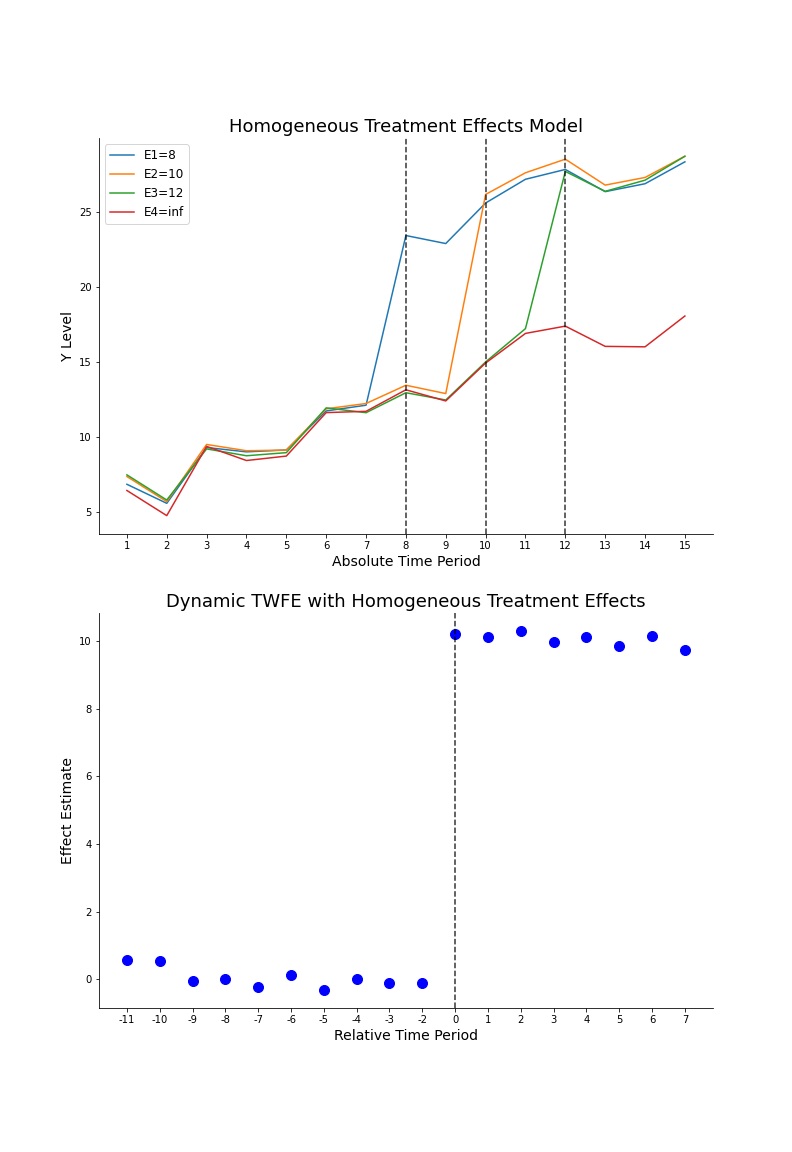 Homogeneous Treatment Effects Model
E1=8
E2=10
E3=12
E4=inf
25
20
15
10
5
Y Level
1 2 3 4 5 6 7 8 9 10 11 12 13 14 15
Absolute Time Period
Dynamic TWFE with Homogeneous Treatment Effects
10
8
6
4
2
0
Effect Estimate
-11 -10 -9 -8 -7 -6 -5 -4 -3 -2 0 1 2 3 4 5 6 7
Relative Time Period